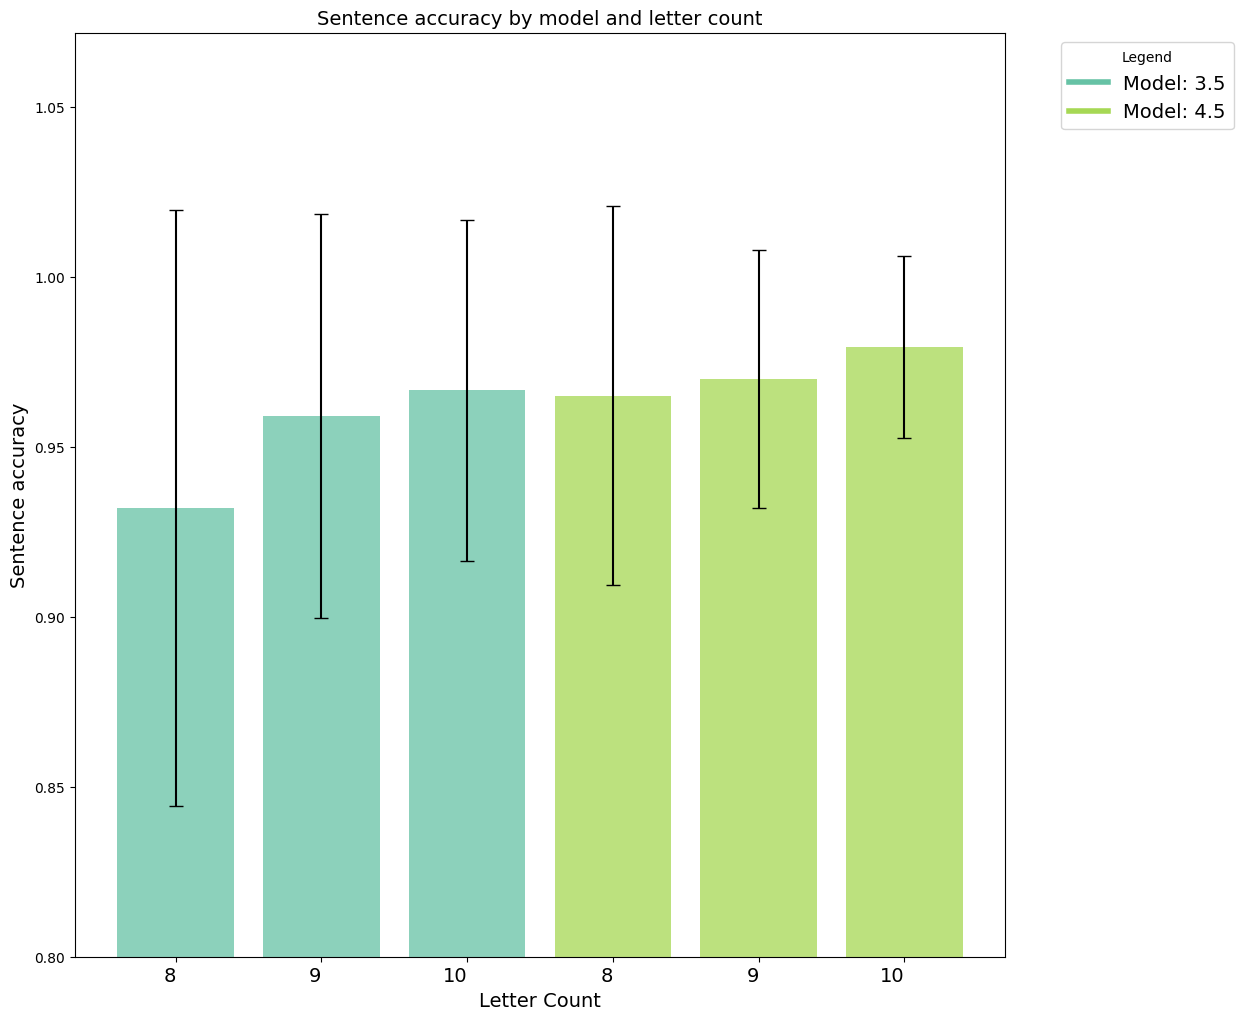 Sentence accuracy by model and letter count
Legend
Model: 3.5
Model: 4.5
Sentence accuracy
1.05
1.00
0.95
0.90
0.85
0.80
8 9 10 8 9 10
Letter Count